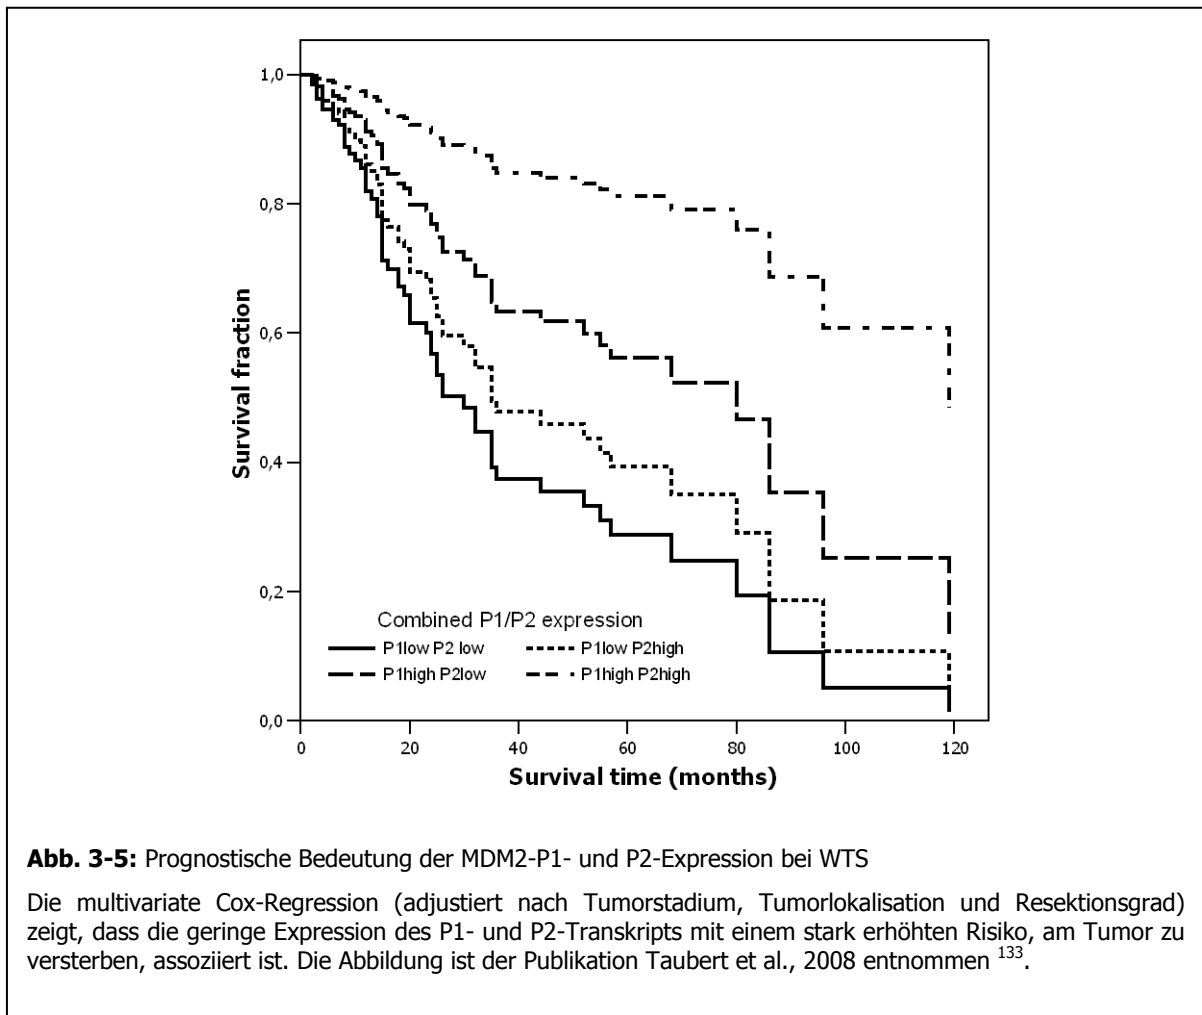 1,0
0,8
0,6
0,4
0,2
0,0
Survival fraction
Combined P1/P2 expression
P1low P2 low
P1low P2high
P1high P2low
P1high P2high
0 20 40 60 80 100 120
Survival time (months)
Abb. 3-5: Prognostische Bedeutung der MDM2-P1- und P2-Expression bei WTS
Die multivariate Cox-Regression (adjustiert nach Tumorstadium, Tumorlokalisation und Resektionsgrad)
zeigt, dass die geringe Expression des P1- und P2-Transkripts mit einem stark erhöhten Risiko, am Tumor zu
versterben, assoziiert ist. Die Abbildung ist der Publikation Taubert et al., 2008 entnommen 133.